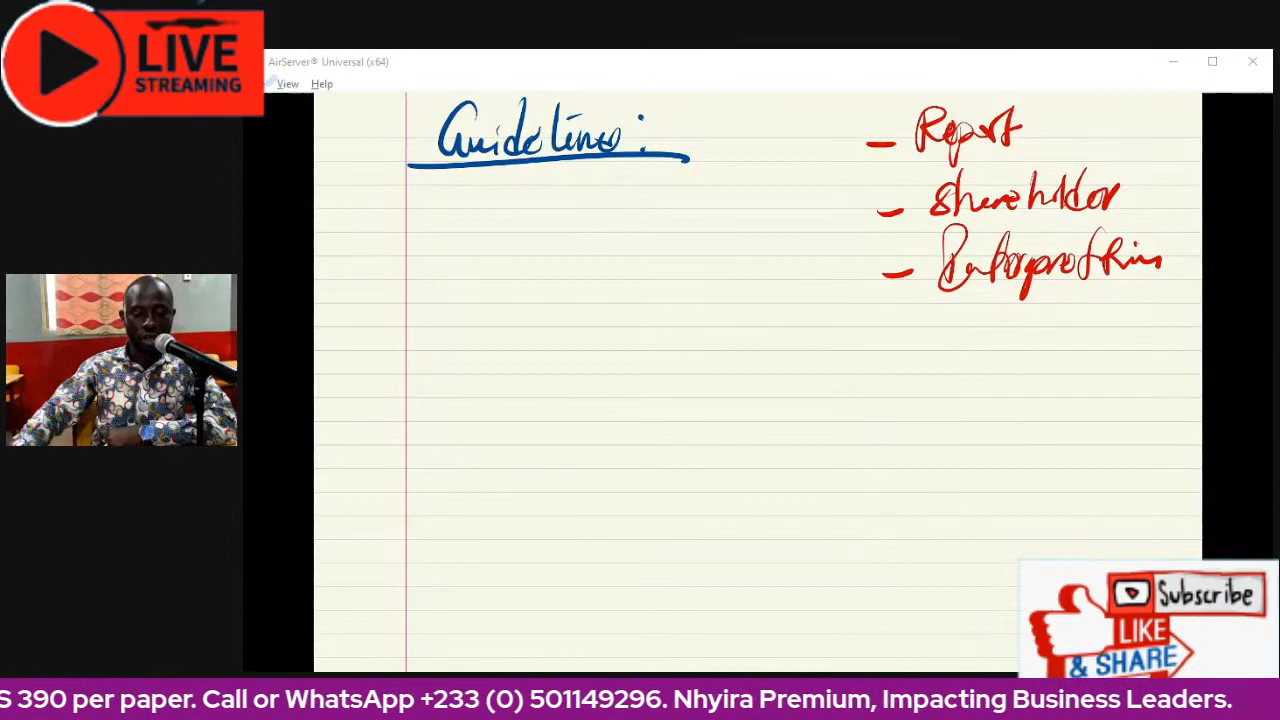 LIVE
STREAMING
AirServer® Universal (x64)
View Help
Guidelines:
- Report
- Shareholder
-
Subscribe
LIKE
& SHARE
S 390 per paper. Call or WhatsApp +233 (0) 501149296. Nhyira Premium, Impacting Business Leaders.